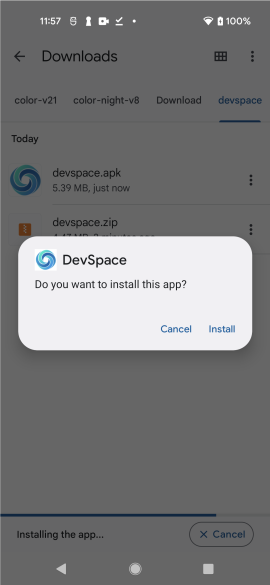 11:57
100%
Downloads
color-v21 color-night-v8 Download devspace
Today
devspace.apk
5.39 MB, just now
devspace.zip
DevSpace
Do you want to install this app?
Cancel Install
Installing the app...
Cancel